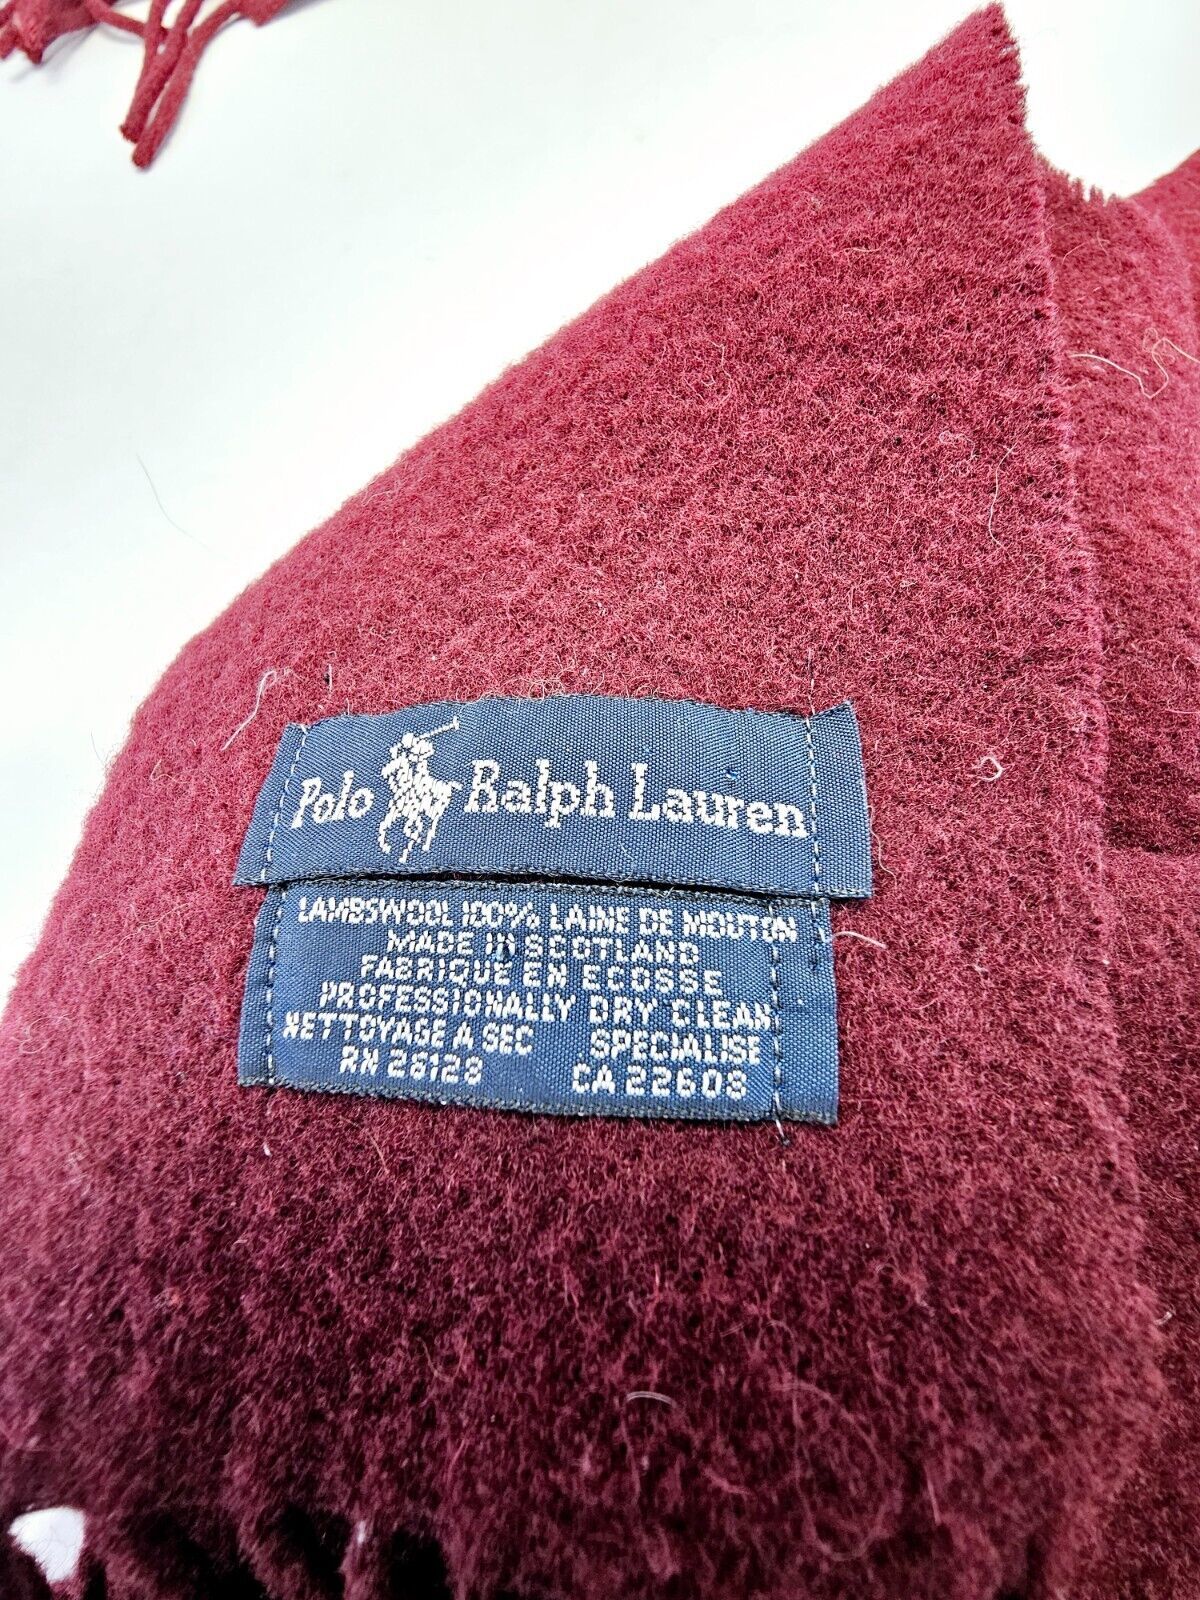 Polo Ralph Lauren
LAMBSWOOL 100% LAINE DE MOUTON
MADE IN SCOTLAND
FABRIQUE EN ECOSSE
PROFESSIONALLY DRY CLEAN
NETTOYAGE A SEC SPECIALISE
RN 28128 CA 22608